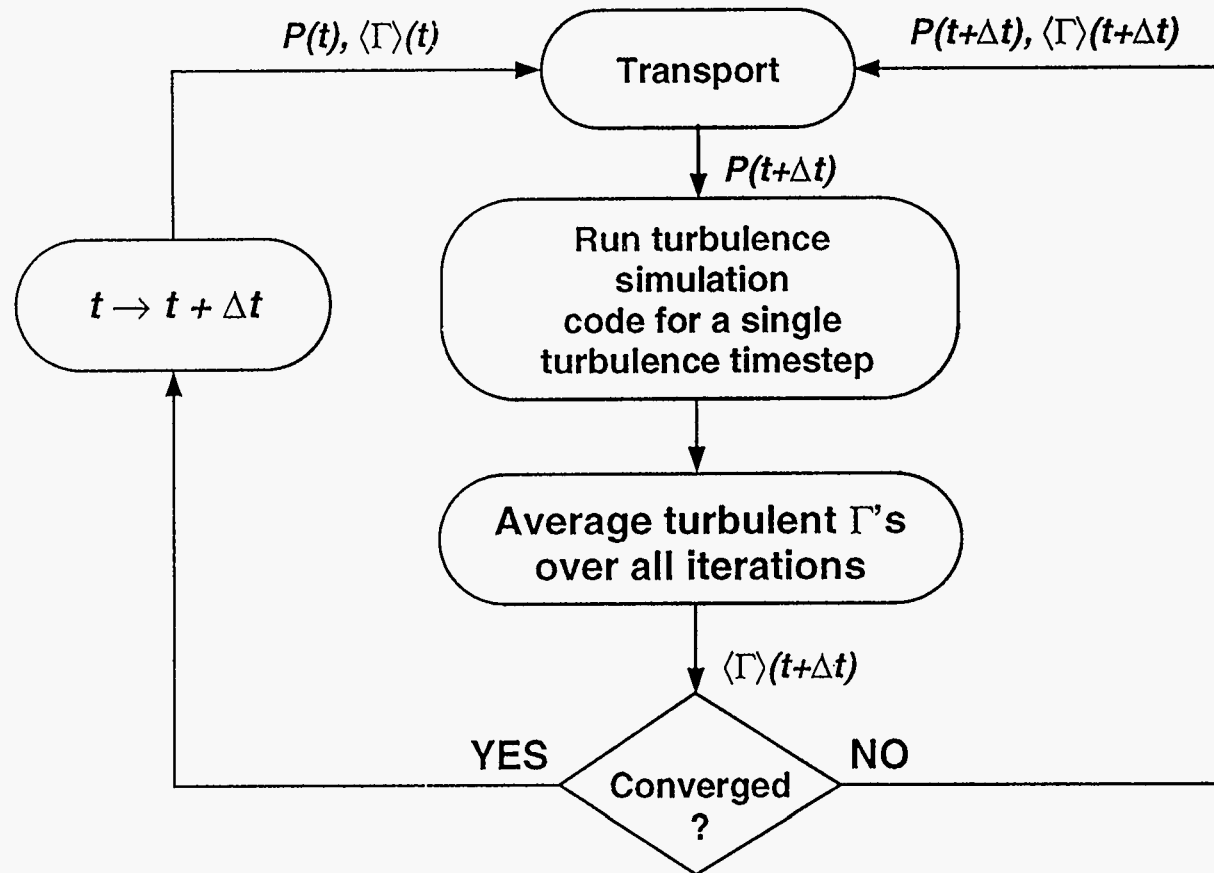 P(t), ⟨Γ⟩(t)
P(t+Δt), ⟨Γ⟩(t+Δt)
Transport
P(t+Δt)
Run turbulence
simulation
code for a single
turbulence timestep
t → t + Δt
Average turbulent Γ's
over all iterations
⟨Γ⟩(t+Δt)
YES
NO
Converged
?